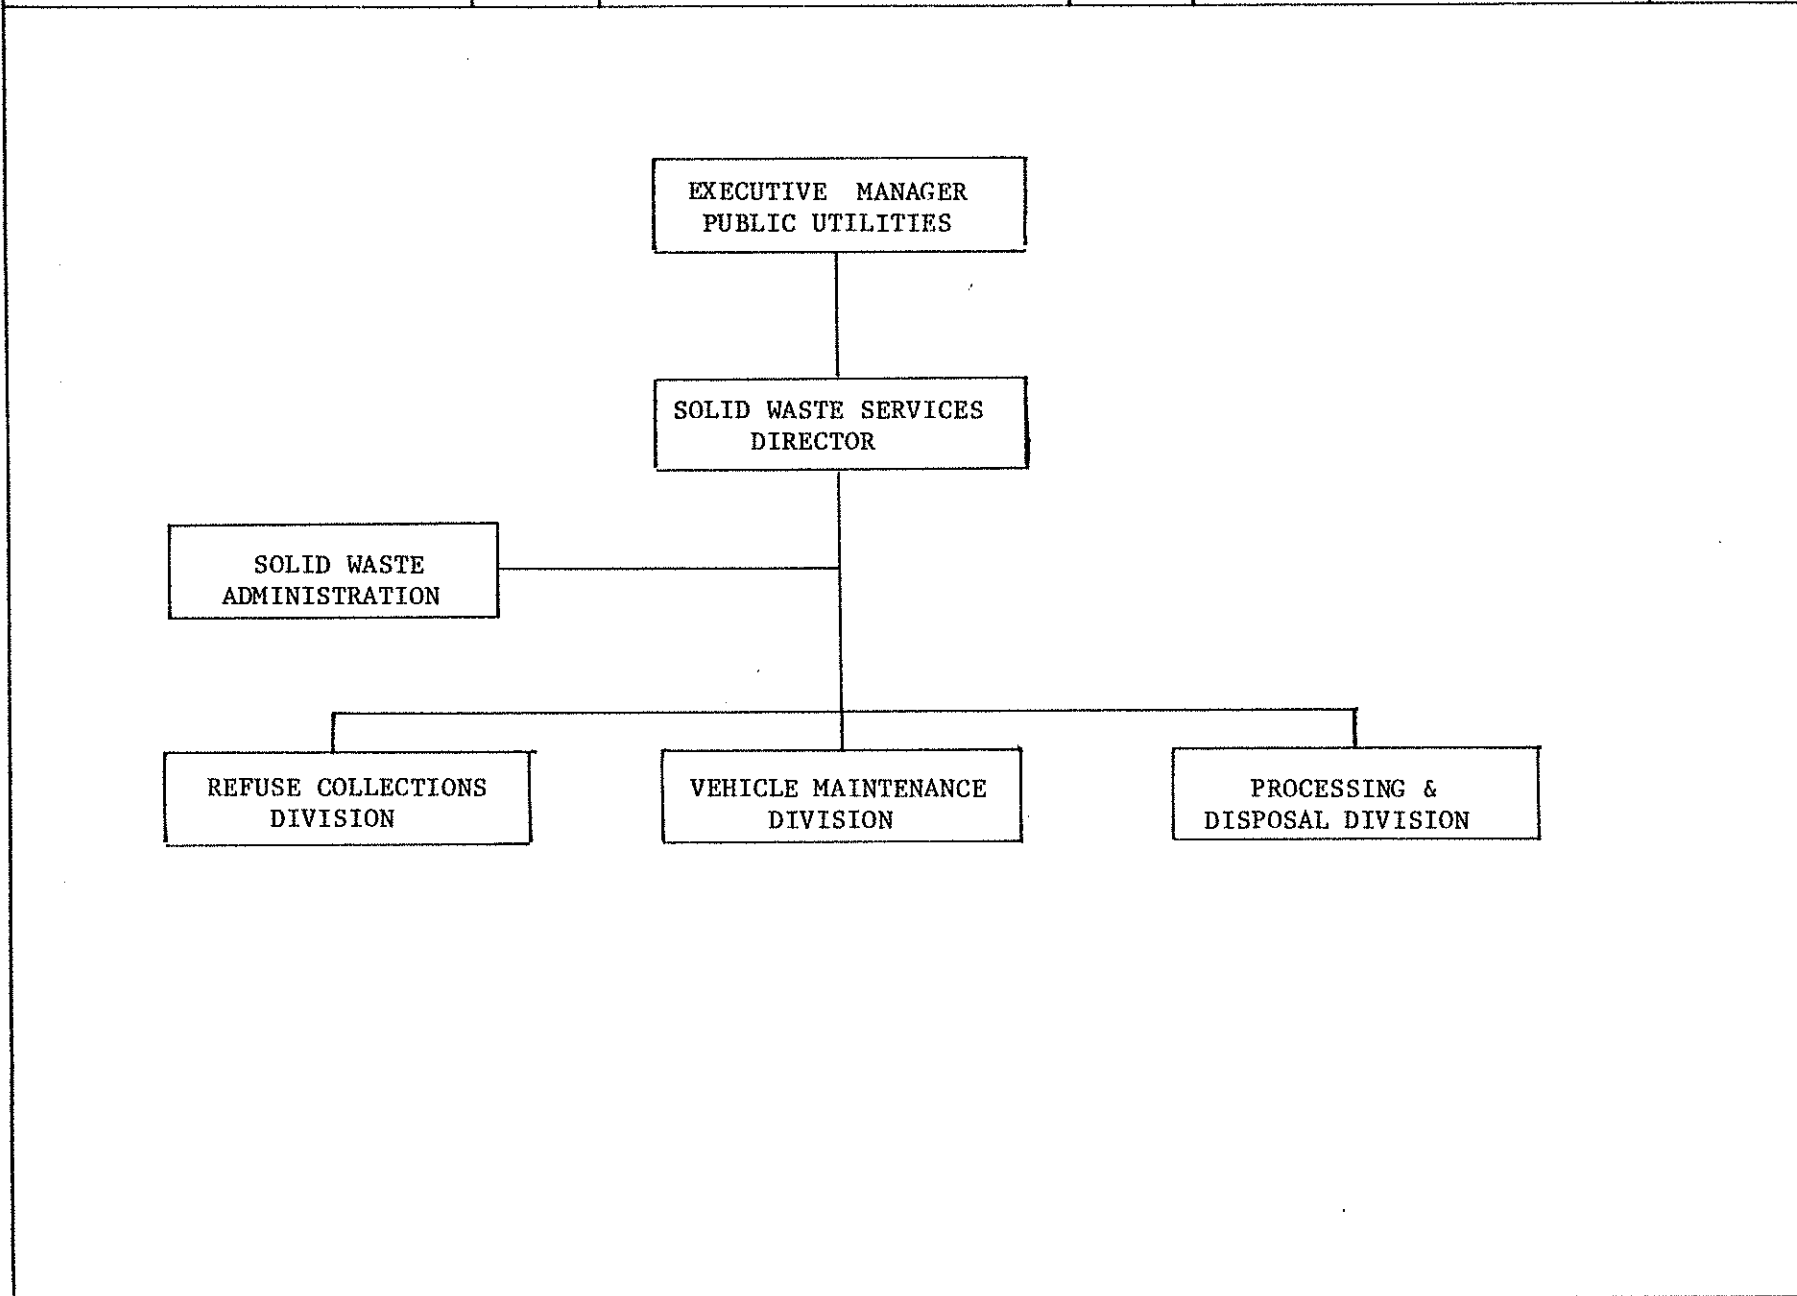 EXECUTIVE MANAGER
PUBLIC UTILITIES
SOLID WASTE SERVICES
DIRECTOR
SOLID WASTE
ADMINISTRATION
REFUSE COLLECTIONS
DIVISION
VEHICLE MAINTENANCE
DIVISION
PROCESSING &
DISPOSAL DIVISION